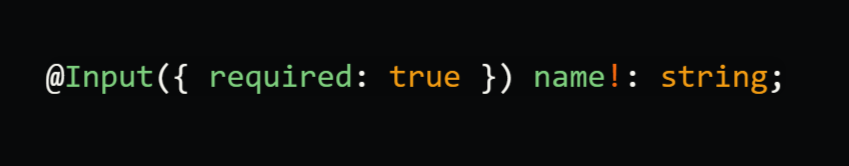 @Input({ required: true }) name!: string;